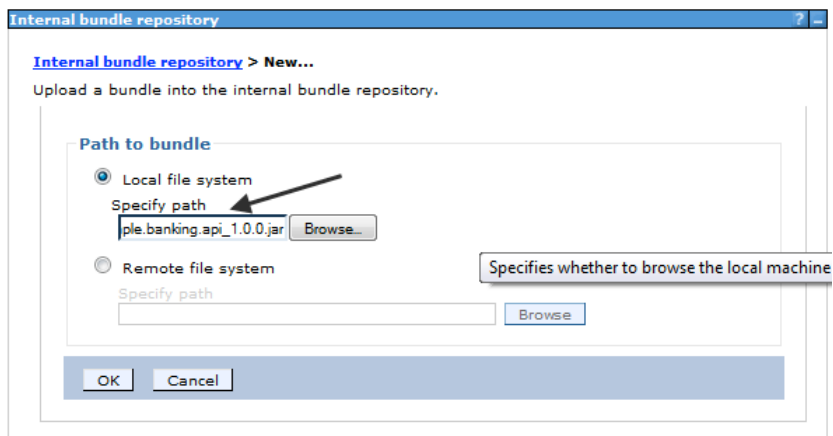 Internal bundle repository ? _
Internal bundle repository > New...
Upload a bundle into the internal bundle repository.
Path to bundle
Local file system
Specify path
ple.banking.api_1.0.0.jar Browse...
Remote file system
Specifies whether to browse the local machine
Specify path
Browse
OK Cancel